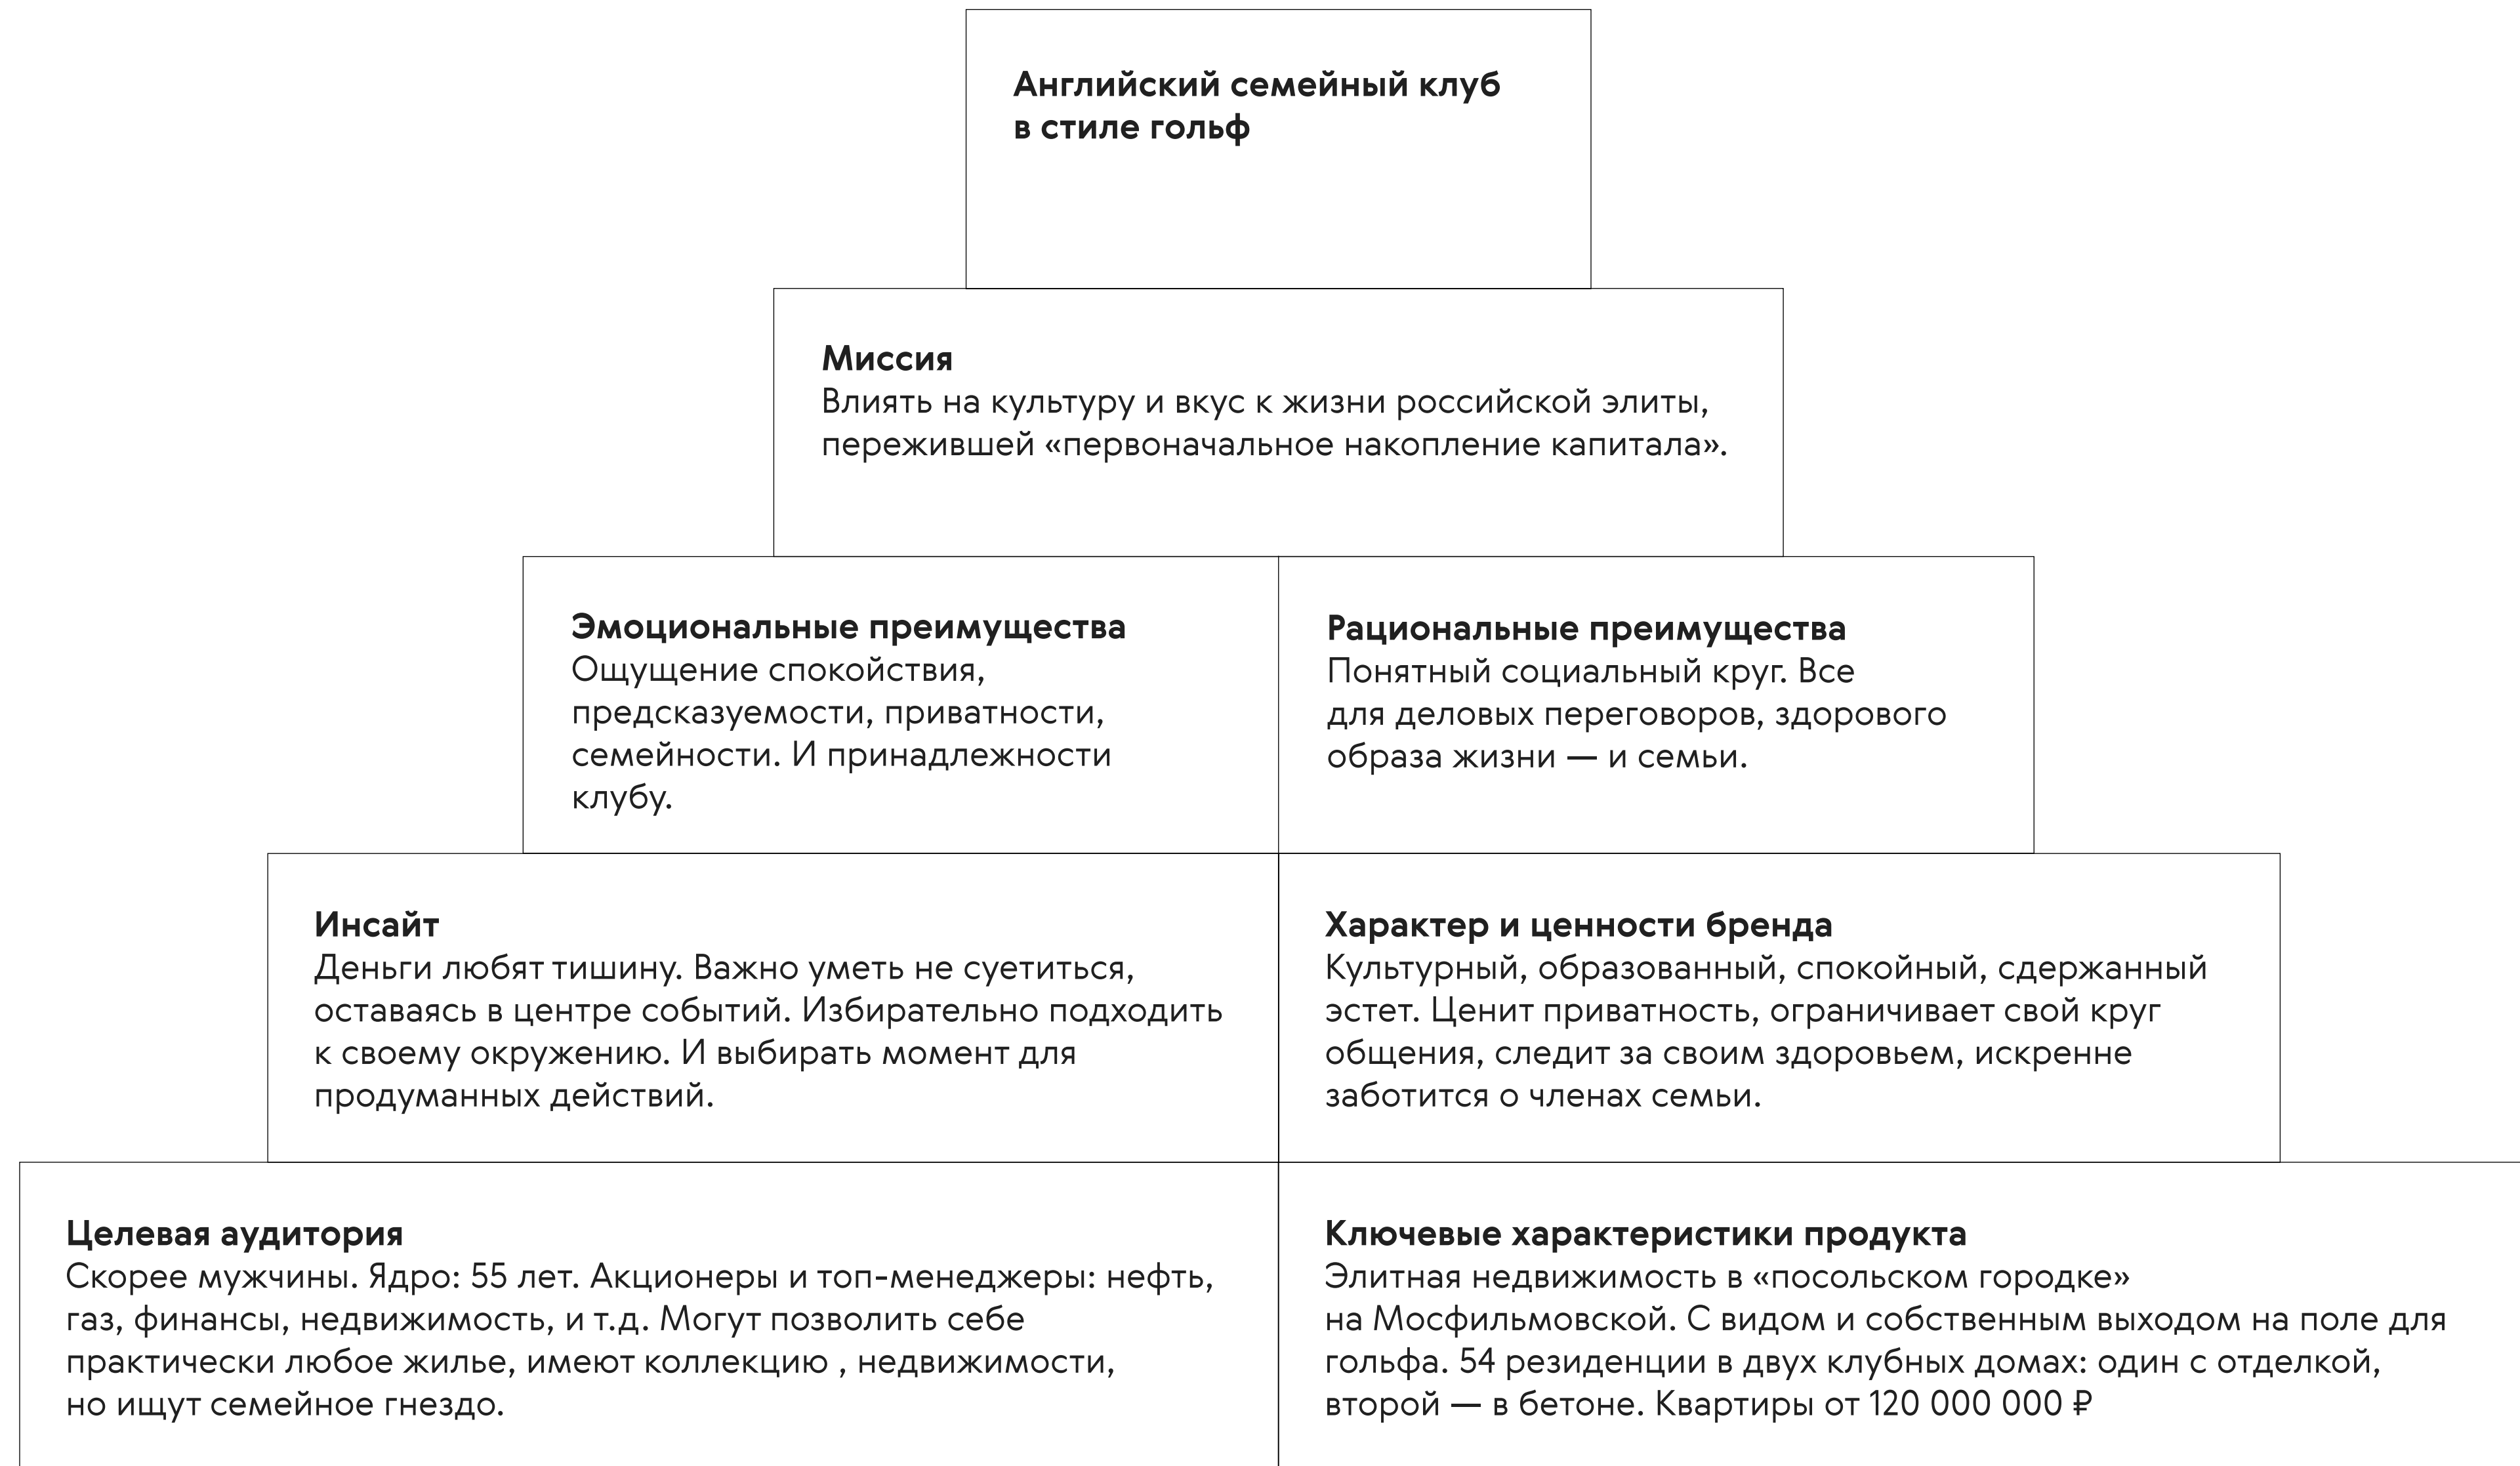 Английский семейный клуб
в стиле гольф
Миссия
Влиять на культуру и вкус к жизни российской элиты,
пережившей «первоначальное накопление капитала».
Эмоциональные преимущества
Ощущение спокойствия,
предсказуемости, приватности,
семейности. И принадлежности
клубу.
Рациональные преимущества
Понятный социальный круг. Все
для деловых переговоров, здорового
образа жизни — и семьи.
Инсайт
Деньги любят тишину. Важно уметь не суетиться,
оставаясь в центре событий. Избирательно подходить
к своему окружению. И выбирать момент для
продуманных действий.
Характер и ценности бренда
Культурный, образованный, спокойный, сдержанный
эстет. Ценит приватность, ограничивает свой круг
общения, следит за своим здоровьем, искренне
заботится о членах семьи.
Целевая аудитория
Скорее мужчины. Ядро: 55 лет. Акционеры и топ-менеджеры: нефть,
газ, финансы, недвижимость, и т.д. Могут позволить себе
практически любое жилье, имеют коллекцию , недвижимости,
но ищут семейное гнездо.
Ключевые характеристики продукта
Элитная недвижимость в «посольском городке»
на Мосфильмовской. С видом и собственным выходом на поле для
гольфа. 54 резиденции в двух клубных домах: один с отделкой,
второй — в бетоне. Квартиры от 120 000 000 ₽